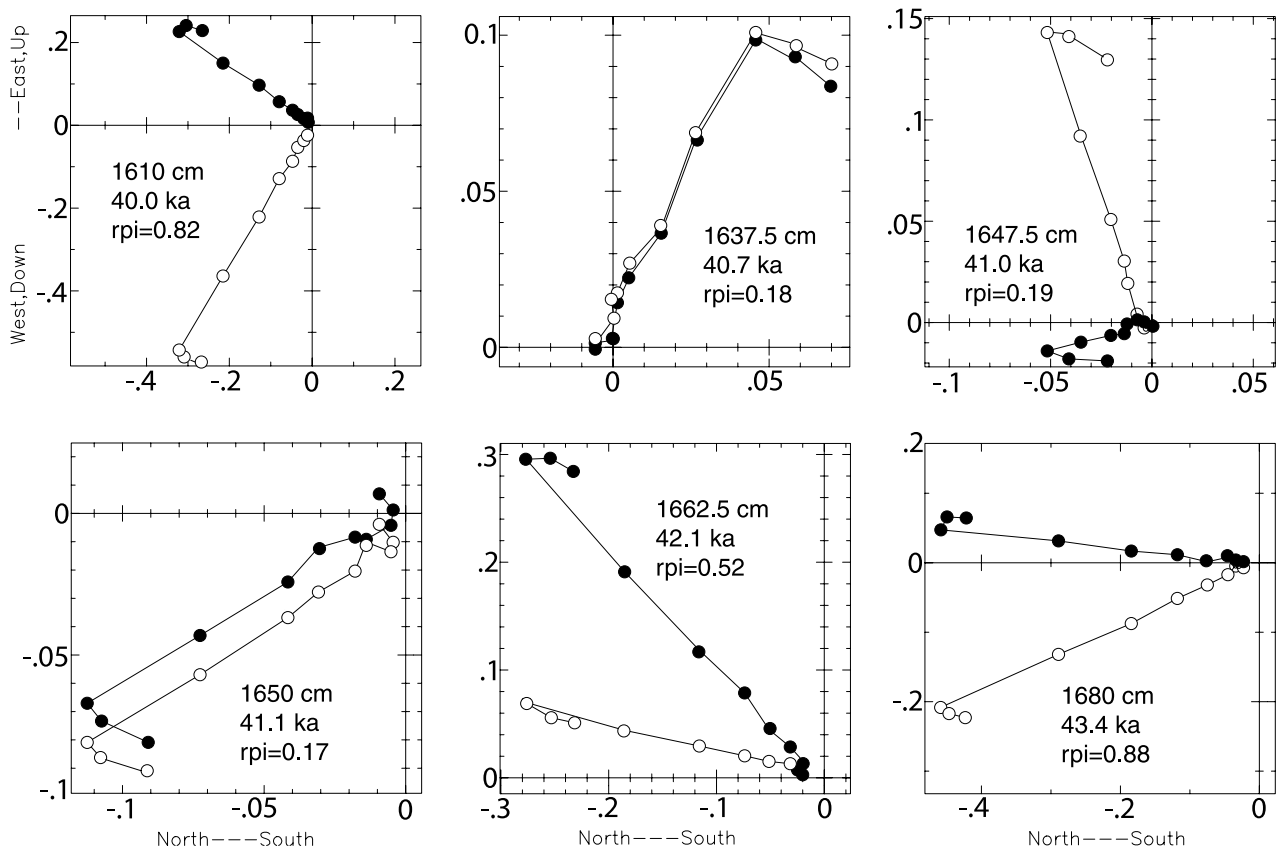 --East,Up
West,Down
.2
0
-.2
-.4
-.4
-.2
0
.2
1610 cm
40.0 ka
rpi=0.82
0.1
.05
0
0
.05
1637.5 cm
40.7 ka
rpi=0.18
.15
.1
.05
0
-.1
-.05
0
.05
1647.5 cm
41.0 ka
rpi=0.19
0
-.05
-.1
-.1
-.05
0
1650 cm
41.1 ka
rpi=0.17
North---South
.3
.2
.1
0
-.3
-.2
-.1
0
1662.5 cm
42.1 ka
rpi=0.52
North---South
.2
0
-.2
-.4
-.2
0
1680 cm
43.4 ka
rpi=0.88
North---South